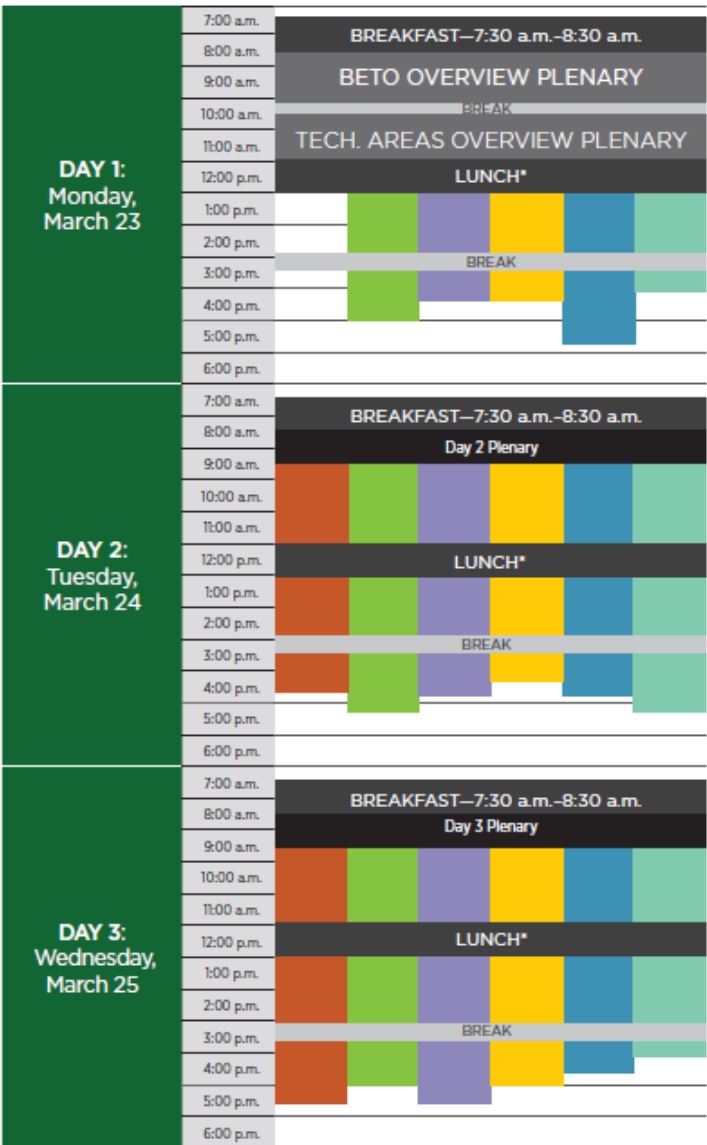 7:00 a.m.
BREAKFAST—7:30 a.m.–8:30 a.m.
8:00 a.m.
9:00 a.m.
BETO OVERVIEW PLENARY
10:00 a.m.
BREAK
11:00 a.m.
TECH. AREAS OVERVIEW PLENARY
12:00 p.m.
LUNCH*
DAY 1:
Monday,
March 23
1:00 p.m.
2:00 p.m.
BREAK
3:00 p.m.
4:00 p.m.
5:00 p.m.
6:00 p.m.
7:00 a.m.
BREAKFAST—7:30 a.m.–8:30 a.m.
8:00 a.m.
Day 2 Plenary
9:00 a.m.
10:00 a.m.
11:00 a.m.
12:00 p.m.
LUNCH*
DAY 2:
Tuesday,
March 24
1:00 p.m.
2:00 p.m.
BREAK
3:00 p.m.
4:00 p.m.
5:00 p.m.
6:00 p.m.
7:00 a.m.
BREAKFAST—7:30 a.m.–8:30 a.m.
8:00 a.m.
Day 3 Plenary
9:00 a.m.
10:00 a.m.
11:00 a.m.
12:00 p.m.
LUNCH*
DAY 3:
Wednesday,
March 25
1:00 p.m.
2:00 p.m.
BREAK
3:00 p.m.
4:00 p.m.
5:00 p.m.
6:00 p.m.